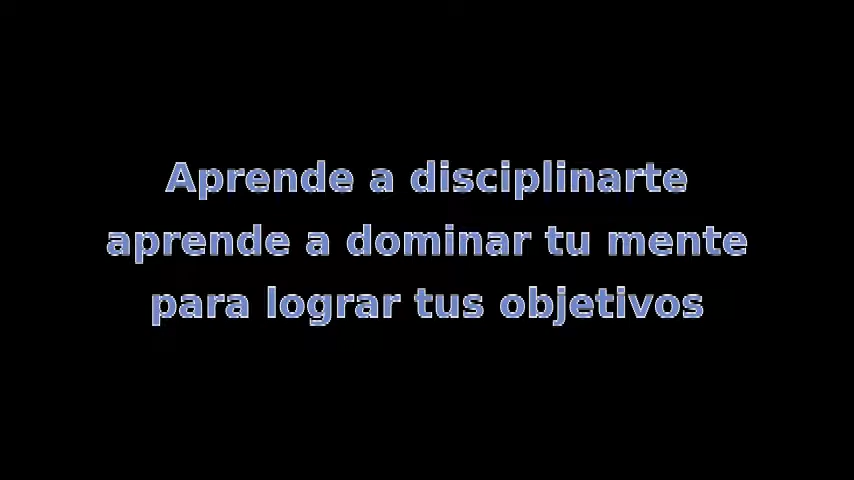 Aprende a disciplinarte
aprende a dominar tu mente
para lograr tus objetivos